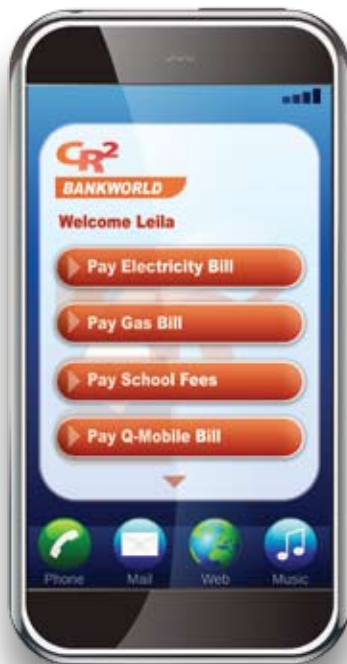 CR2
BANKWORLD
Welcome Leila
Pay Electricity Bill
Pay Gas Bill
Pay School Fees
Pay Q-Mobile Bill
Phone Mail Web Music